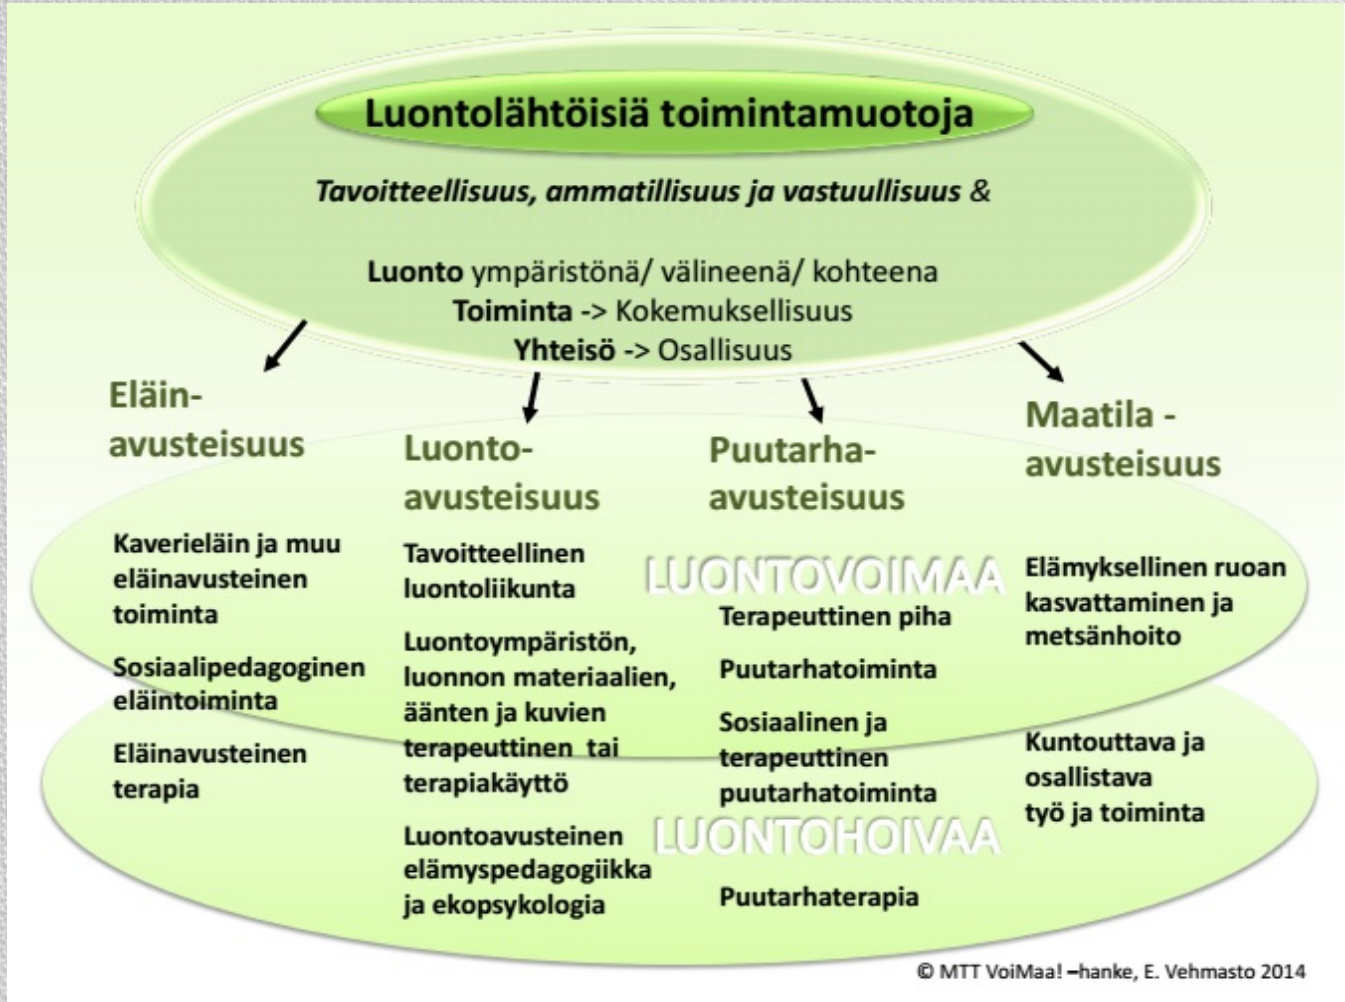 Luontolähtöisiä toimintamuotoja
Tavoitteellisuus, ammatillisuus ja vastuullisuus &
Luonto ympäristönä/ välineenä/ kohteena
Toiminta -> Kokemuksellisuus
Yhteisö -> Osallisuus
Eläin-
avusteisuus
Kaverieläin ja muu
eläinavusteinen
toiminta
Sosiaalipedagoginen
eläintoiminta
Eläinavusteinen
terapia
Luonto-
avusteisuus
Tavoitteellinen
luontoliikunta
Luontoympäristön,
luonnon materiaalien,
äänten ja kuvien
terapeuttinen tai
terapiakäyttö
Luontoavusteinen
elämyspedagogiikka
ja ekopsykologia
Puutarha-
avusteisuus
LUONTOVOIMAA
Terapeuttinen piha
Puutarhatoiminta
Sosiaalinen ja
terapeuttinen
puutarhatoiminta
LUONTOHOIVAA
Puutarhaterapia
Maatila -
avusteisuus
Elämyksellinen ruoan
kasvattaminen ja
metsänhoito
Kuntouttava ja
osallistava
työ ja toiminta
© MTT VoiMaa! –hanke, E. Vehmasto 2014